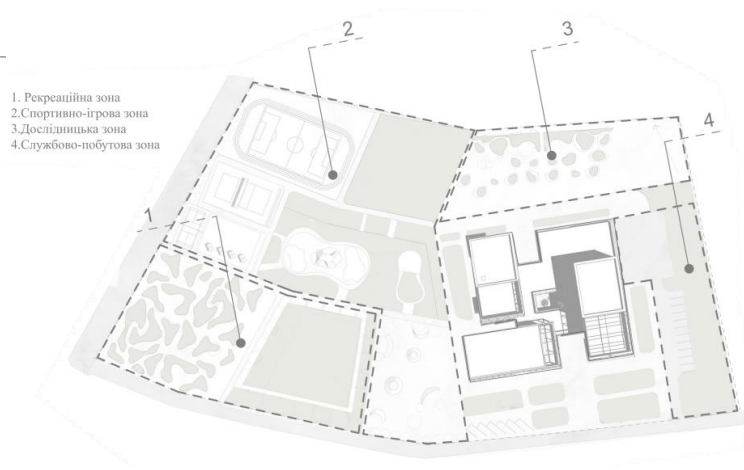 2
3
1. Рекреаційна зона
2.Спортивно-ігрова зона
3.Дослідницька зона
4.Службово-побутова зона
4
1